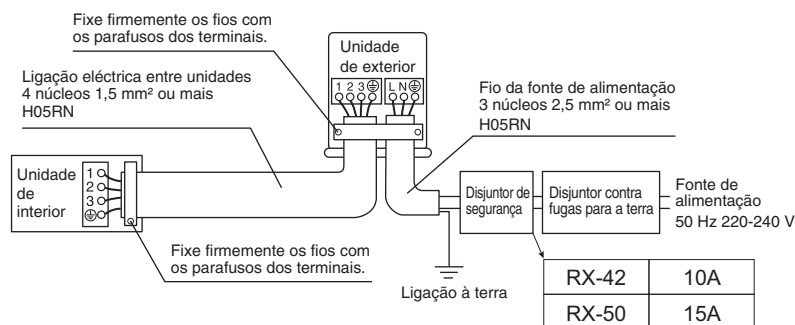 Fixe firmemente os fios com
os parafusos dos terminais.
Unidade
de exterior
1 2 3
L N
Ligação eléctrica entre unidades
4 núcleos 1,5 mm² ou mais
H05RN
Fio da fonte de alimentação
3 núcleos 2,5 mm² ou mais
H05RN
Unidade
de
interior
1
2
3
Disjuntor de
segurança
Disjuntor contra
fugas para a terra
Fonte de
alimentação
50 Hz 220-240 V
Fixe firmemente os fios com
os parafusos dos terminais.
Ligação à terra
RX-42 10A
RX-50 15A